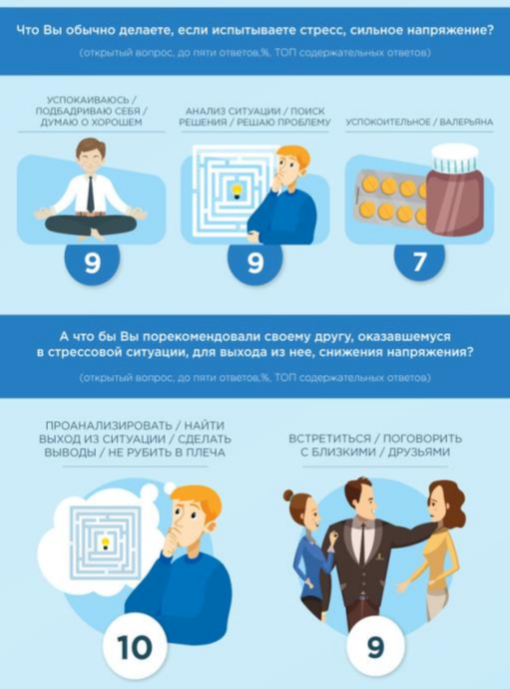 Что Вы обычно делаете, если испытываете стресс, сильное напряжение?
(открытый вопрос, до пяти ответов,%, ТОП содержательных ответов)
УСПОКАИВАЮСЬ /
ПОДБАДРИВАЮ СЕБЯ /
ДУМАЮ О ХОРОШЕМ
АНАЛИЗ СИТУАЦИИ / ПОИСК
РЕШЕНИЯ / РЕШАЮ ПРОБЛЕМУ
УСПОКОИТЕЛЬНОЕ / ВАЛЕРЬЯНА
9
9
7
А что бы Вы порекомендовали своему другу, оказавшемуся
в стрессовой ситуации, для выхода из нее, снижения напряжения?
(открытый вопрос, до пяти ответов,%, ТОП содержательных ответов)
ПРОАНАЛИЗИРОВАТЬ / НАЙТИ
ВЫХОД ИЗ СИТУАЦИИ / СДЕЛАТЬ
ВЫВОДЫ / НЕ РУБИТЬ В ПЛЕЧА
ВСТРЕТИТЬСЯ / ПОГОВОРИТЬ
С БЛИЗКИМИ / ДРУЗЬЯМИ
10
9